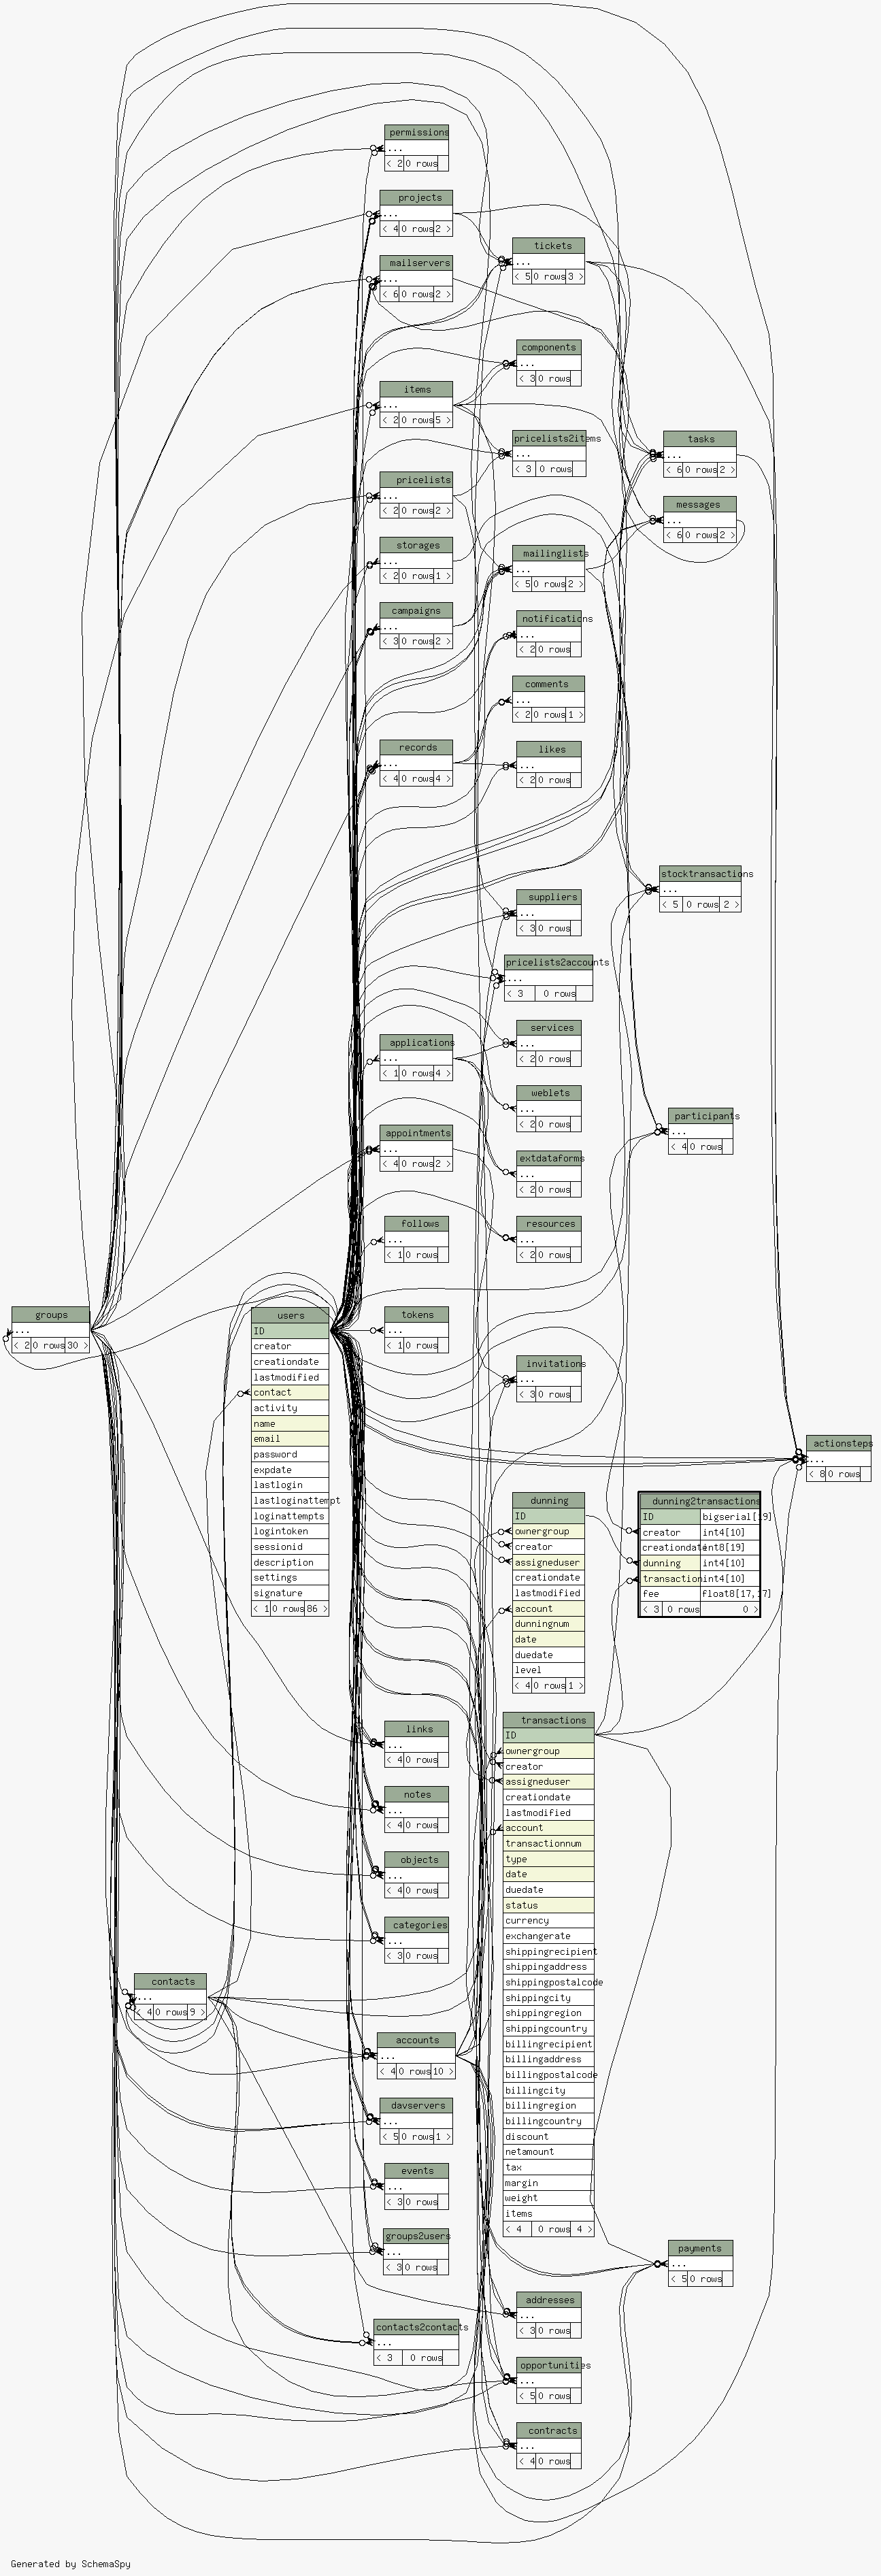 permissions
...
< 2 0 rows
projects
...
< 4 0 rows 2 >
mailservers
...
< 6 0 rows 2 >
tickets
...
< 5 0 rows 3 >
components
...
< 3 0 rows
items
...
< 2 0 rows 5 >
pricelists2items
...
< 3 0 rows
tasks
...
< 6 0 rows 2 >
pricelists
...
< 2 0 rows 2 >
messages
...
< 6 0 rows 2 >
storages
...
< 2 0 rows 1 >
mailinglists
...
< 5 0 rows 2 >
campaigns
...
< 3 0 rows 2 >
notifications
...
< 2 0 rows
comments
...
< 2 0 rows 1 >
records
...
< 4 0 rows 4 >
likes
...
< 2 0 rows
stocktransactions
...
< 5 0 rows 2 >
suppliers
...
< 3 0 rows
pricelists2accounts
...
< 3 0 rows
services
...
< 2 0 rows
applications
...
< 1 0 rows 4 >
weblets
...
< 2 0 rows
participants
...
< 4 0 rows
appointments
...
< 4 0 rows 2 >
extdataforms
...
< 2 0 rows
follows
...
< 1 0 rows
resources
...
< 2 0 rows
groups
...
< 2 0 rows 30 >
users
ID
creator
creationdate
lastmodified
contact
activity
name
email
password
expdate
lastlogin
lastloginattempt
loginattempts
logintoken
sessionid
description
settings
signature
< 1 0 rows 86 >
tokens
...
< 1 0 rows
invitations
...
< 3 0 rows
actionsteps
...
< 8 0 rows
dunning
ID
ownergroup
creator
assigneduser
creationdate
lastmodified
account
dunningnum
date
duedate
level
< 4 0 rows 1 >
dunning2transactions
ID bigserial[19]
creator int4[10]
creationdate int8[19]
dunning int4[10]
transaction int4[10]
fee float8[17,17]
< 3 0 rows 0 >
transactions
ID
ownergroup
creator
assigneduser
creationdate
lastmodified
account
transactionnum
type
date
duedate
status
currency
exchangerate
shippingrecipient
shippingaddress
shippingpostalcode
shippingcity
shippingregion
shippingcountry
billingrecipient
billingaddress
billingpostalcode
billingcity
billingregion
billingcountry
discount
netamount
tax
margin
weight
items
< 4 0 rows 4 >
links
...
< 4 0 rows
notes
...
< 4 0 rows
objects
...
< 4 0 rows
categories
...
< 3 0 rows
contacts
...
< 4 0 rows 9 >
accounts
...
< 4 0 rows 10 >
davservers
...
< 5 0 rows 1 >
events
...
< 3 0 rows
groups2users
...
< 3 0 rows
payments
...
< 5 0 rows
addresses
...
< 3 0 rows
contacts2contacts
...
< 3 0 rows
opportunities
...
< 5 0 rows
contracts
...
< 4 0 rows
Generated by SchemaSpy